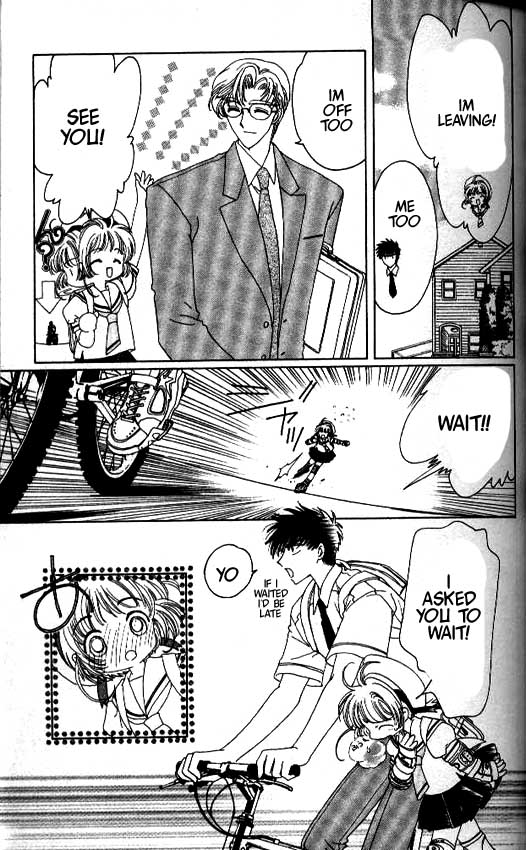 IM
LEAVING!
ME
TOO
IM
OFF
TOO
SEE
YOU!
WAIT!!
I
ASKED
YOU TO
WAIT!
YO
IF I
WAITED
I'D BE
LATE